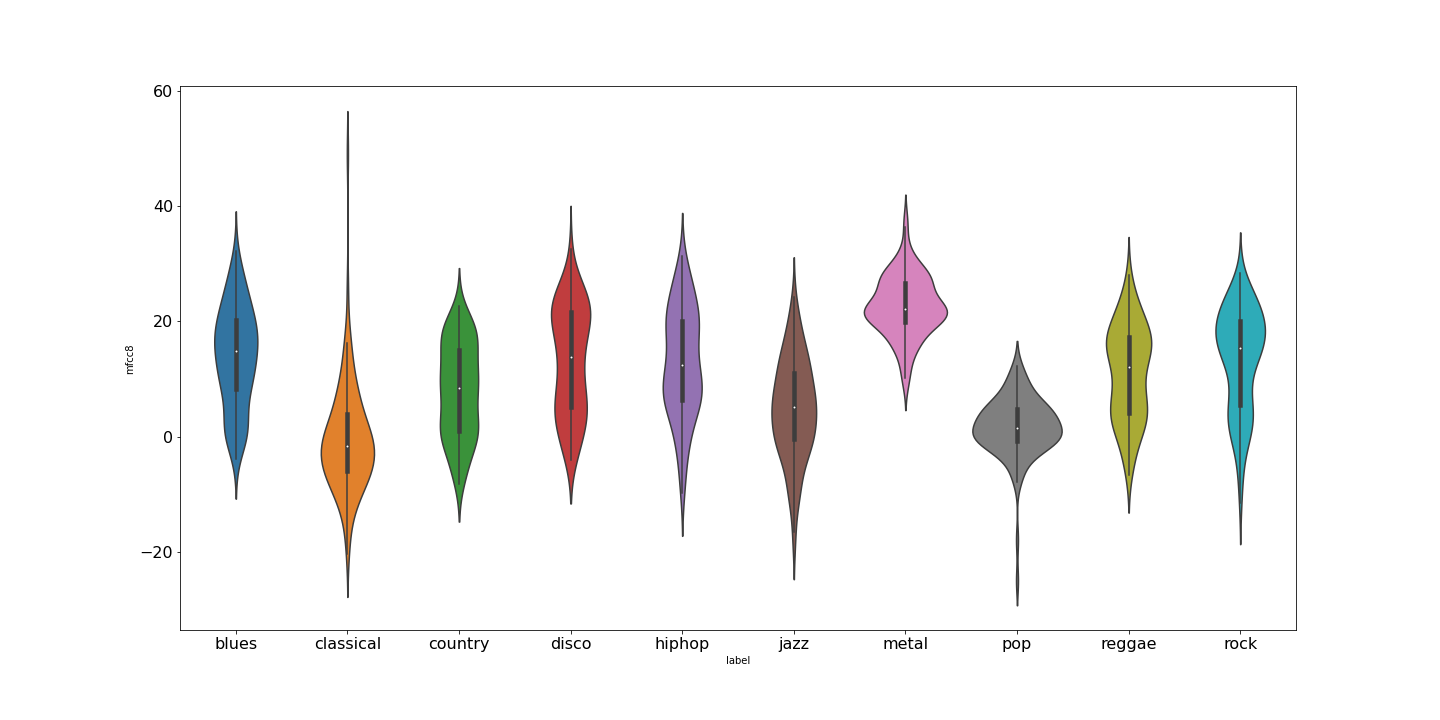 60
40
20
0
−20
mfcc8
blues classical country disco hiphop jazz metal pop reggae rock
label